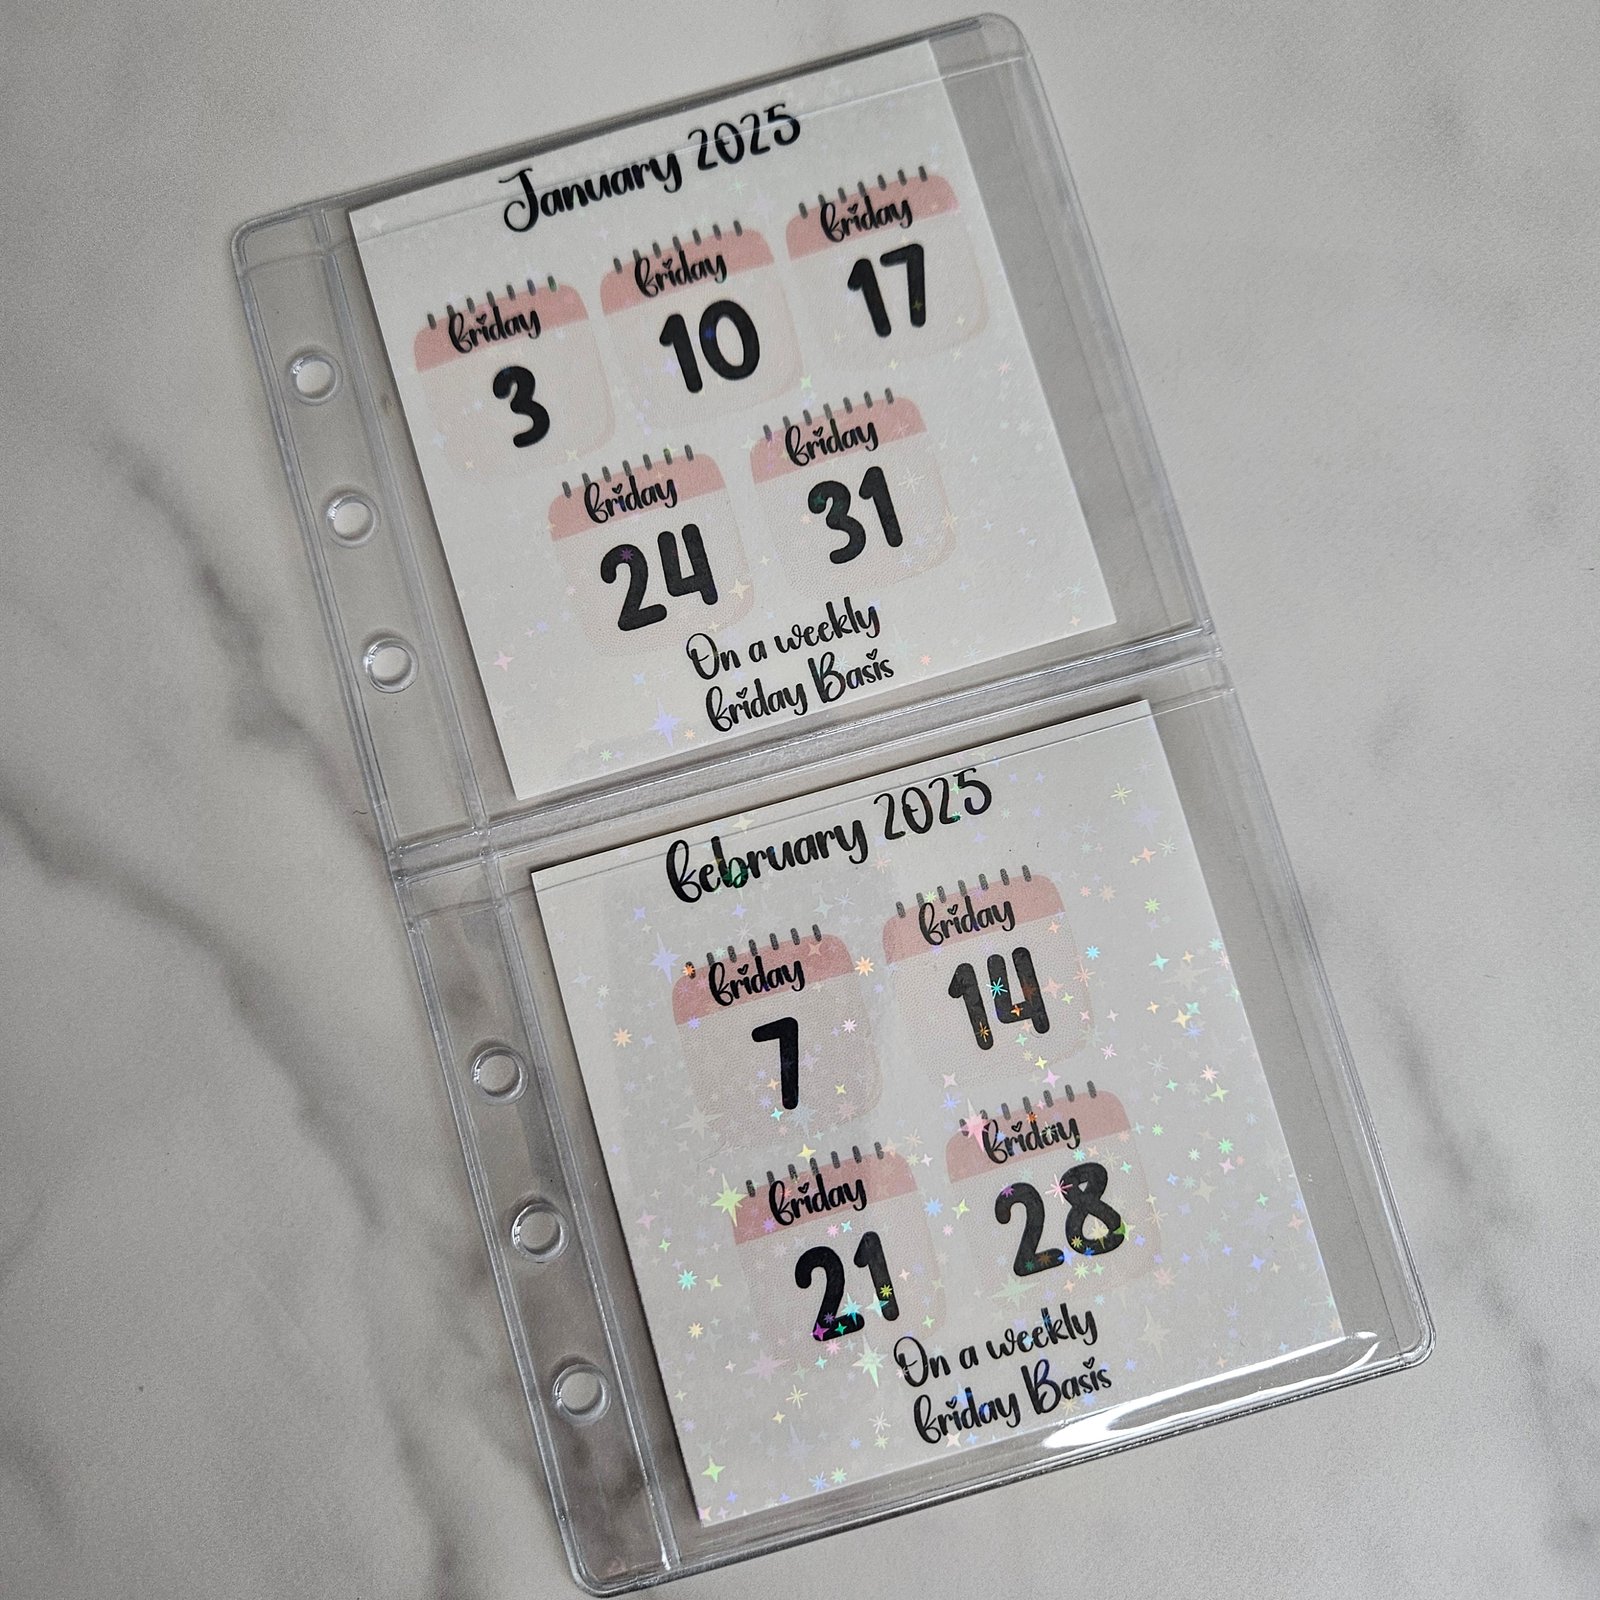 January 2025
Friday
3
Friday
10
Friday
17
Friday
24
Friday
31
On a weekly
Friday Basis
February 2025
Friday
7
Friday
14
Friday
21
Friday
28
On a weekly
Friday Basis